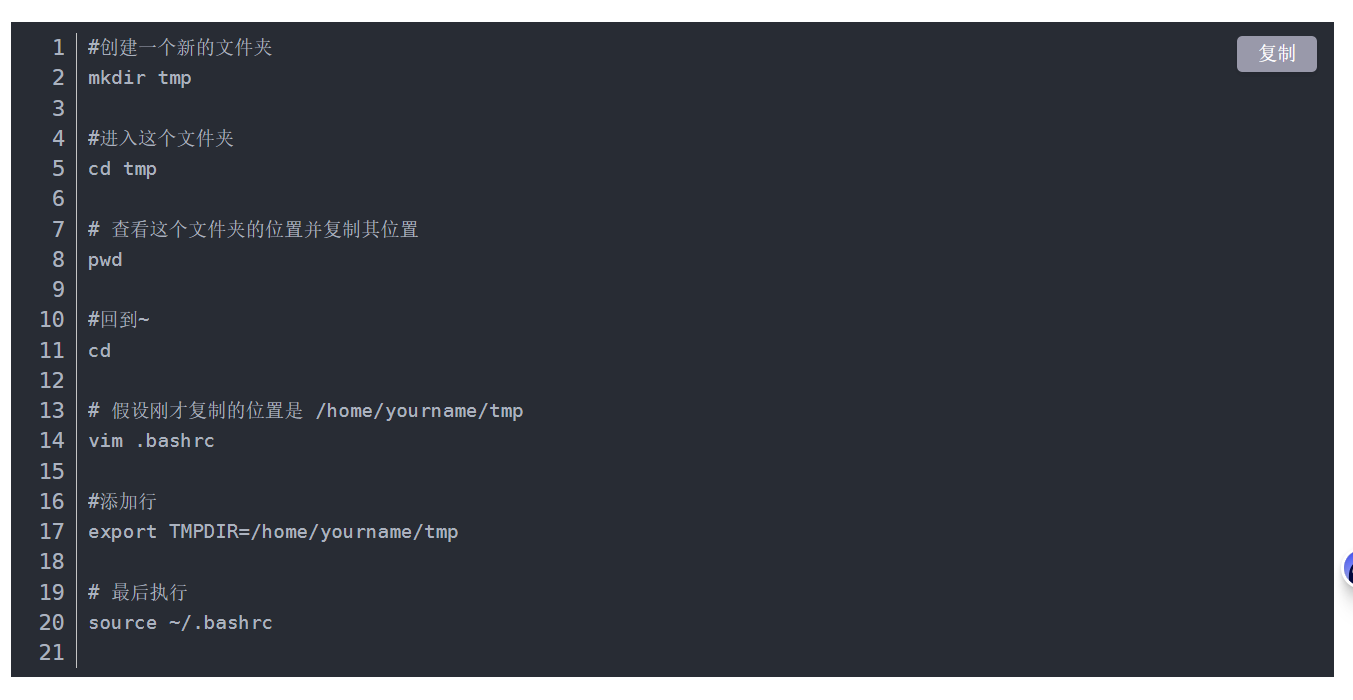 复制
1 #创建一个新的文件夹
2 mkdir tmp
3
4 #进入这个文件夹
5 cd tmp
6
7 # 查看这个文件夹的位置并复制其位置
8 pwd
9
10 #回到~
11 cd
12
13 # 假设刚才复制的位置是 /home/yourname/tmp
14 vim .bashrc
15
16 #添加行
17 export TMPDIR=/home/yourname/tmp
18
19 # 最后执行
20 source ~/.bashrc
21